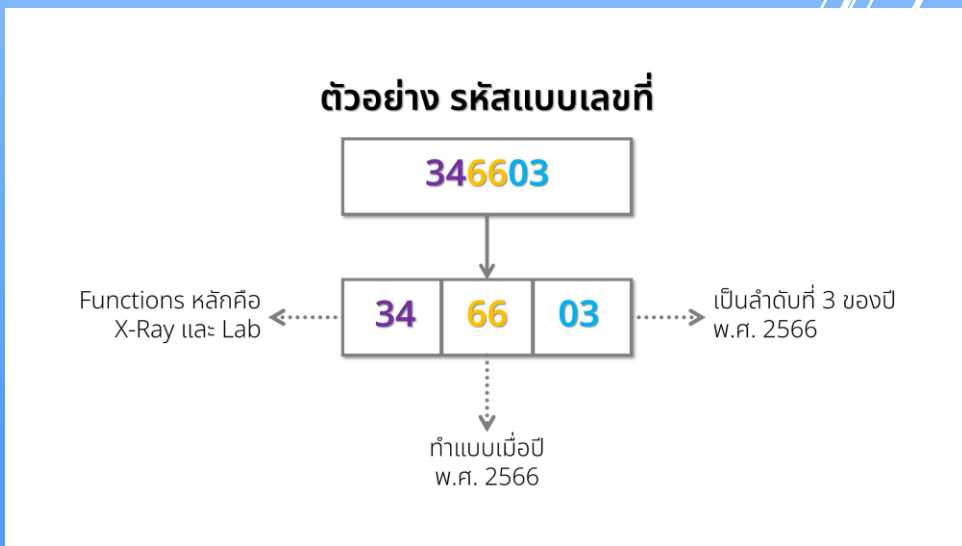 ตัวอย่าง รหัสแบบเลขที่
346603
Functions หลักคือ
X-Ray และ Lab
34 66 03
เป็นลำดับที่ 3 ของปี
พ.ศ. 2566
ทำแบบเมื่อปี
พ.ศ. 2566